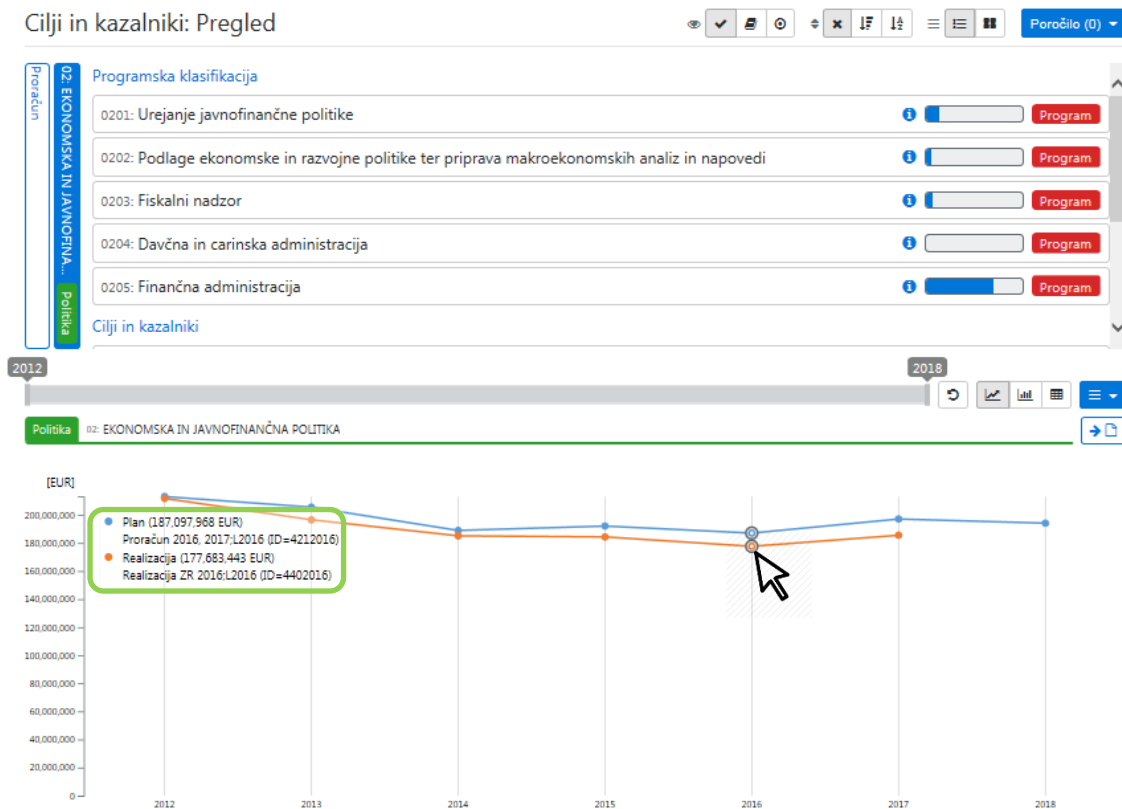 Cilji in kazalniki: Pregled
Poročilo (0)
Proračun
02: EKONOMSKA IN JAVNOFINA...
Politika
Programska klasifikacija
0201: Urejanje javnofinančne politike
Program
0202: Podlage ekonomske in razvojne politike ter priprava makroekonomskih analiz in napovedi
Program
0203: Fiskalni nadzor
Program
0204: Davčna in carinska administracija
Program
0205: Finančna administracija
Program
Cilji in kazalniki
2012
2018
Politika
02: EKONOMSKA IN JAVNOFINANČNA POLITIKA
[EUR]
200,000,000
180,000,000
160,000,000
140,000,000
120,000,000
100,000,000
80,000,000
60,000,000
40,000,000
20,000,000
0
Plan (187,097,968 EUR)
Proračun 2016, 2017;L2016 (ID=4212016)
Realizacija (177,683,443 EUR)
Realizacija ZR 2016;L2016 (ID=4402016)
2012
2013
2014
2015
2016
2017
2018